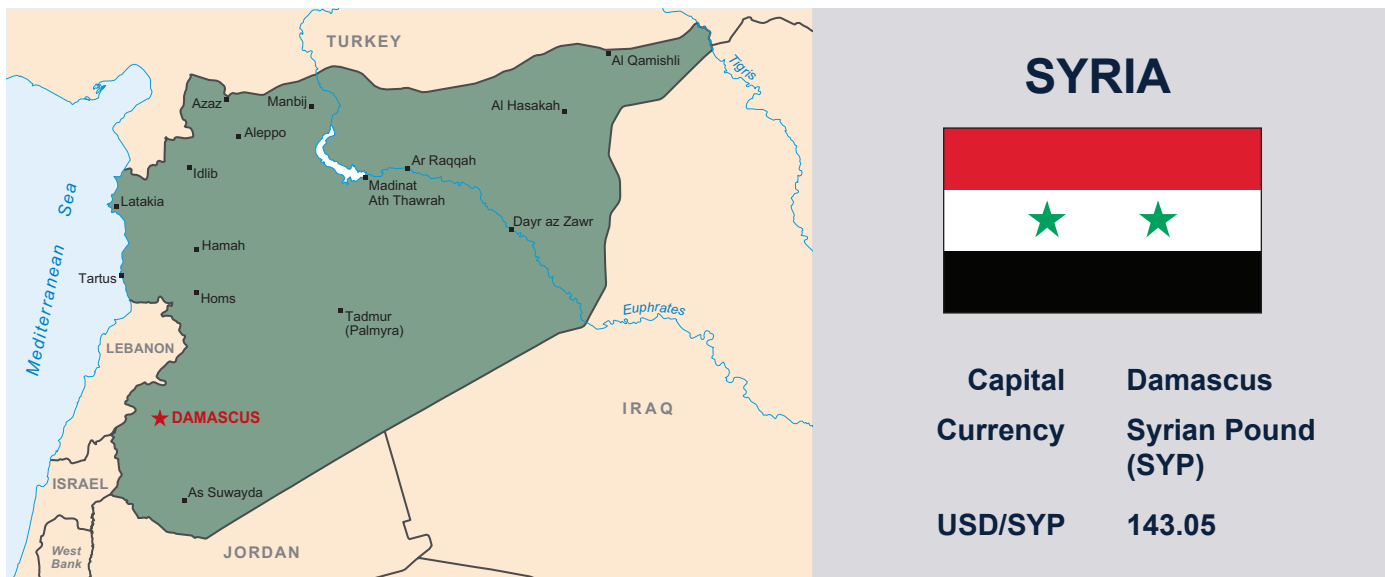 TURKEY
Al Qamishli
Tigris
Azaz
Manbij
Al Hasakah
Aleppo
Ar Raqqah
Idlib
Madinat
Ath Thawrah
Latakia
Dayr az Zawr
Mediterranean Sea
Hamah
Tartus
Homs
Tadmur
(Palmyra)
Euphrates
LEBANON
IRAQ
DAMASCUS
ISRAEL
As Suwayda
JORDAN
West
Bank
SYRIA
Capital Damascus
Currency Syrian Pound
(SYP)
USD/SYP 143.05